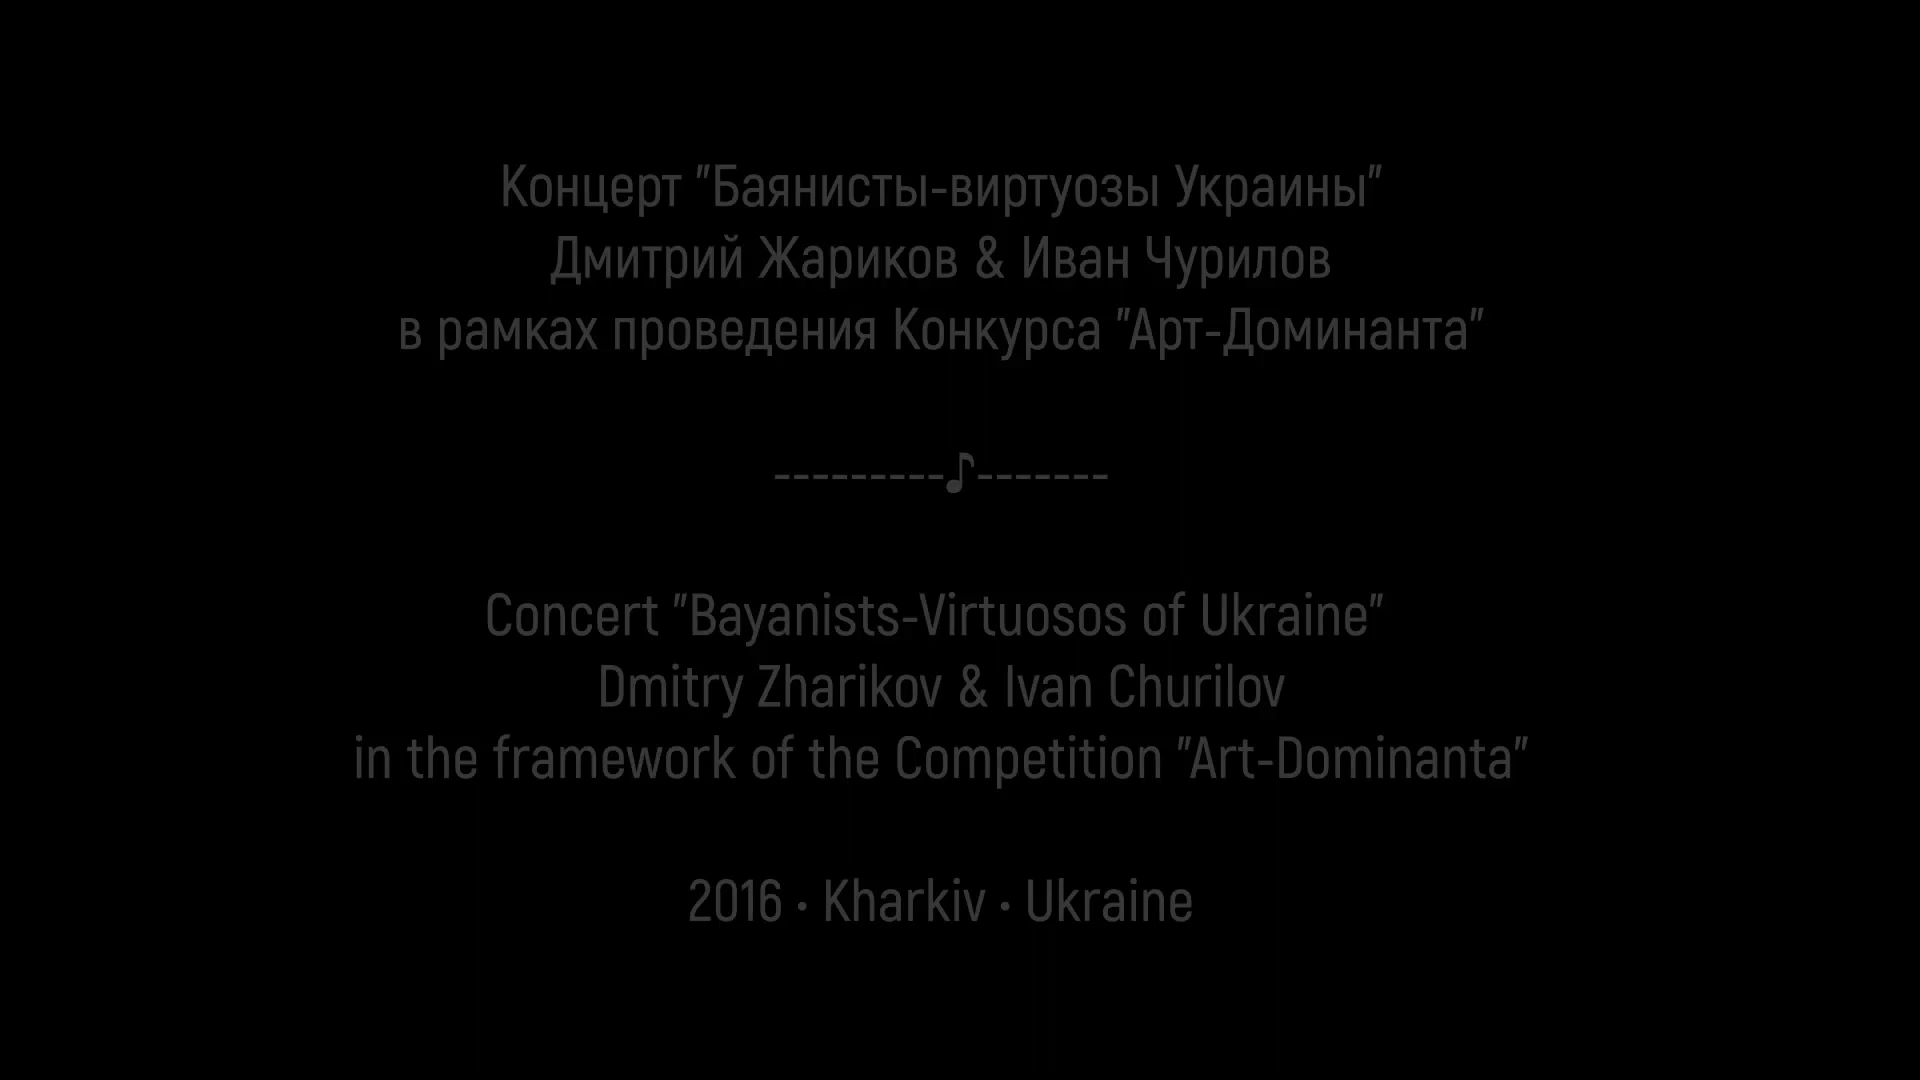 Концерт "Баянисты-виртуозы Украины"
Дмитрий Жариков & Иван Чурилов
в рамках проведения Конкурса "Арт-Доминанта"
---------♪-------
Concert "Bayanists-Virtuosos of Ukraine"
Dmitry Zharikov & Ivan Churilov
in the framework of the Competition "Art-Dominanta"
2016 • Kharkiv • Ukraine